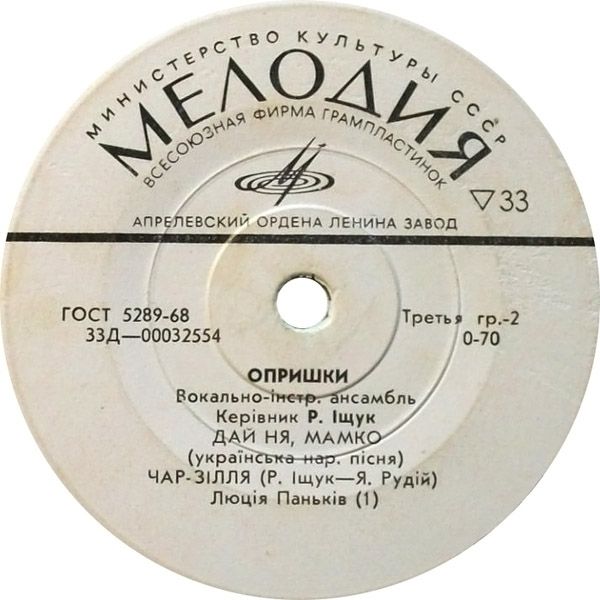 МИНИСТЕРСТВО КУЛЬТУРЫ СССР
МЕЛОДИЯ
ВСЕСОЮЗНАЯ ФИРМА ГРАМПЛАСТИНОК
▽33
АПРЕЛЕВСКИЙ ОРДЕНА ЛЕНИНА ЗАВОД
ГОСТ 5289-68
33Д—00032554
Третья гр.-2
0-70
ОПРИШКИ
Вокально-інстр. ансамбль
Керівник Р. Іщук
ДАЙ НЯ, МАМКО
(українська нар. пісня)
ЧАР-ЗІЛЛЯ (Р. Іщук—Я. Рудій)
Люція Паньків (1)